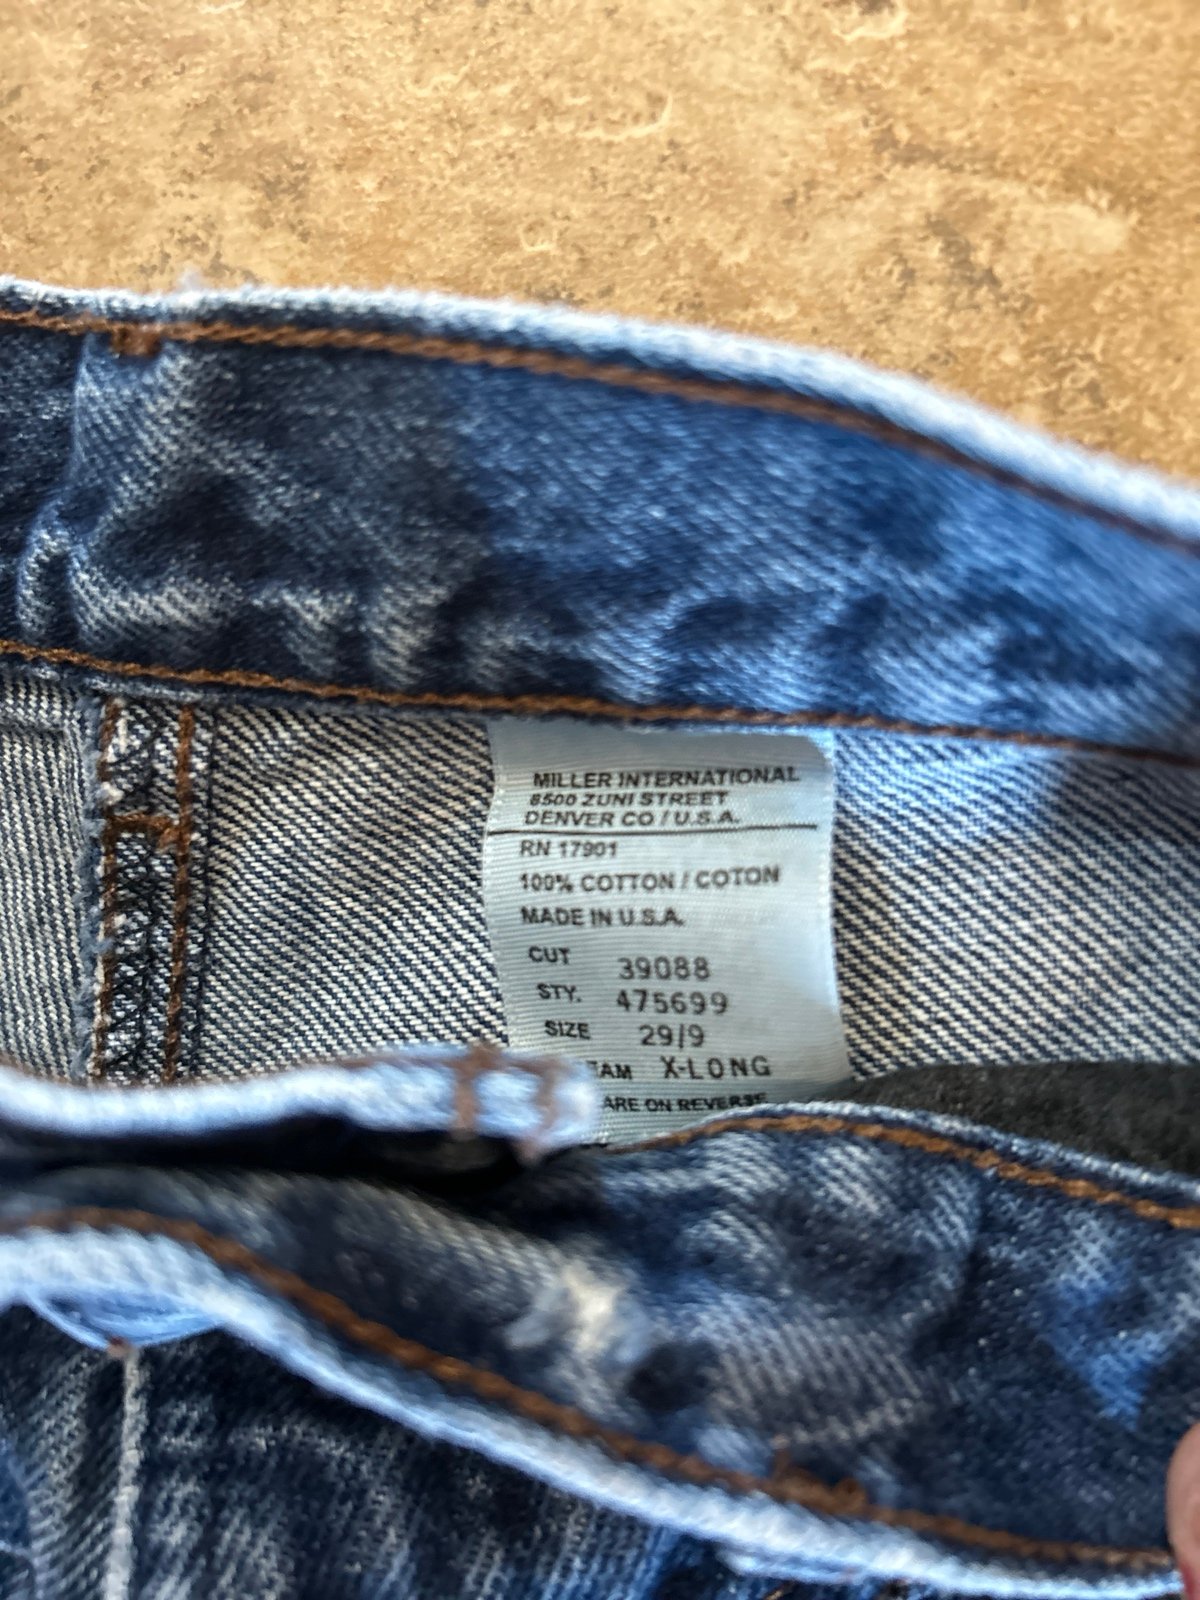 MILLER INTERNATIONAL
8500 ZUNI STREET
DENVER CO / U.S.A.
RN 17901
100% COTTON / COTON
MADE IN U.S.A.
CUT 39088
STY. 475699
SIZE 29/9
X-LONG
ARE ON REVERSE